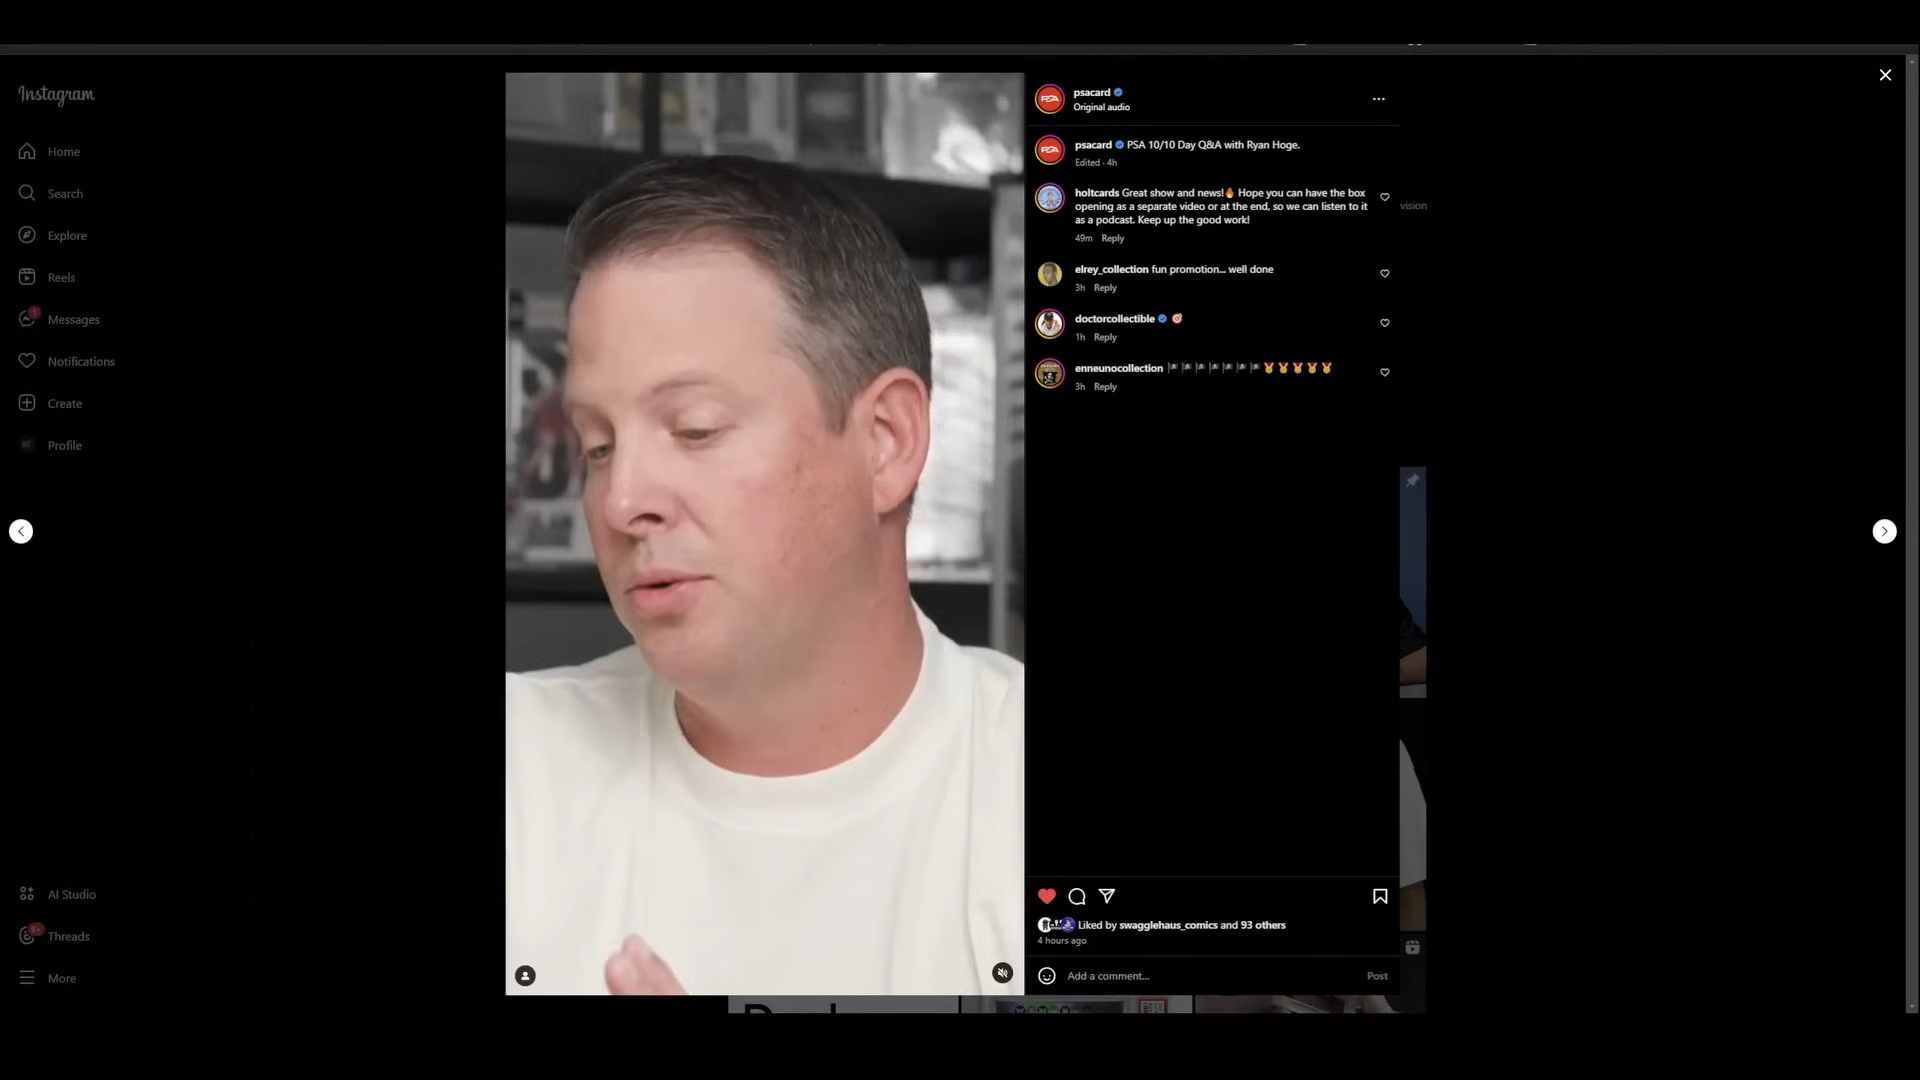 Instagram
Home
Search
Explore
Reels
1
Messages
Notifications
Create
Profile
AI Studio
9+
Threads
More
PSA
psacard
Original audio
PSA
psacard PSA 10/10 Day Q&A with Ryan Hoge.
Edited · 4h
holtcards Great show and news!🔥 Hope you can have the box
opening as a separate video or at the end, so we can listen to it
as a podcast. Keep up the good work!
49m Reply
elrey_collection fun promotion... well done
3h Reply
doctorcollectible 🎯
1h Reply
enneunocollection 🏴‍☠️🏴‍☠️🏴‍☠️🏴‍☠️🏴‍☠️🏴‍☠️🏴‍☠️🏅🏅🏅🏅🏅
3h Reply
vision
Liked by swagglehaus_comics and 93 others
4 hours ago
Add a comment...
Post